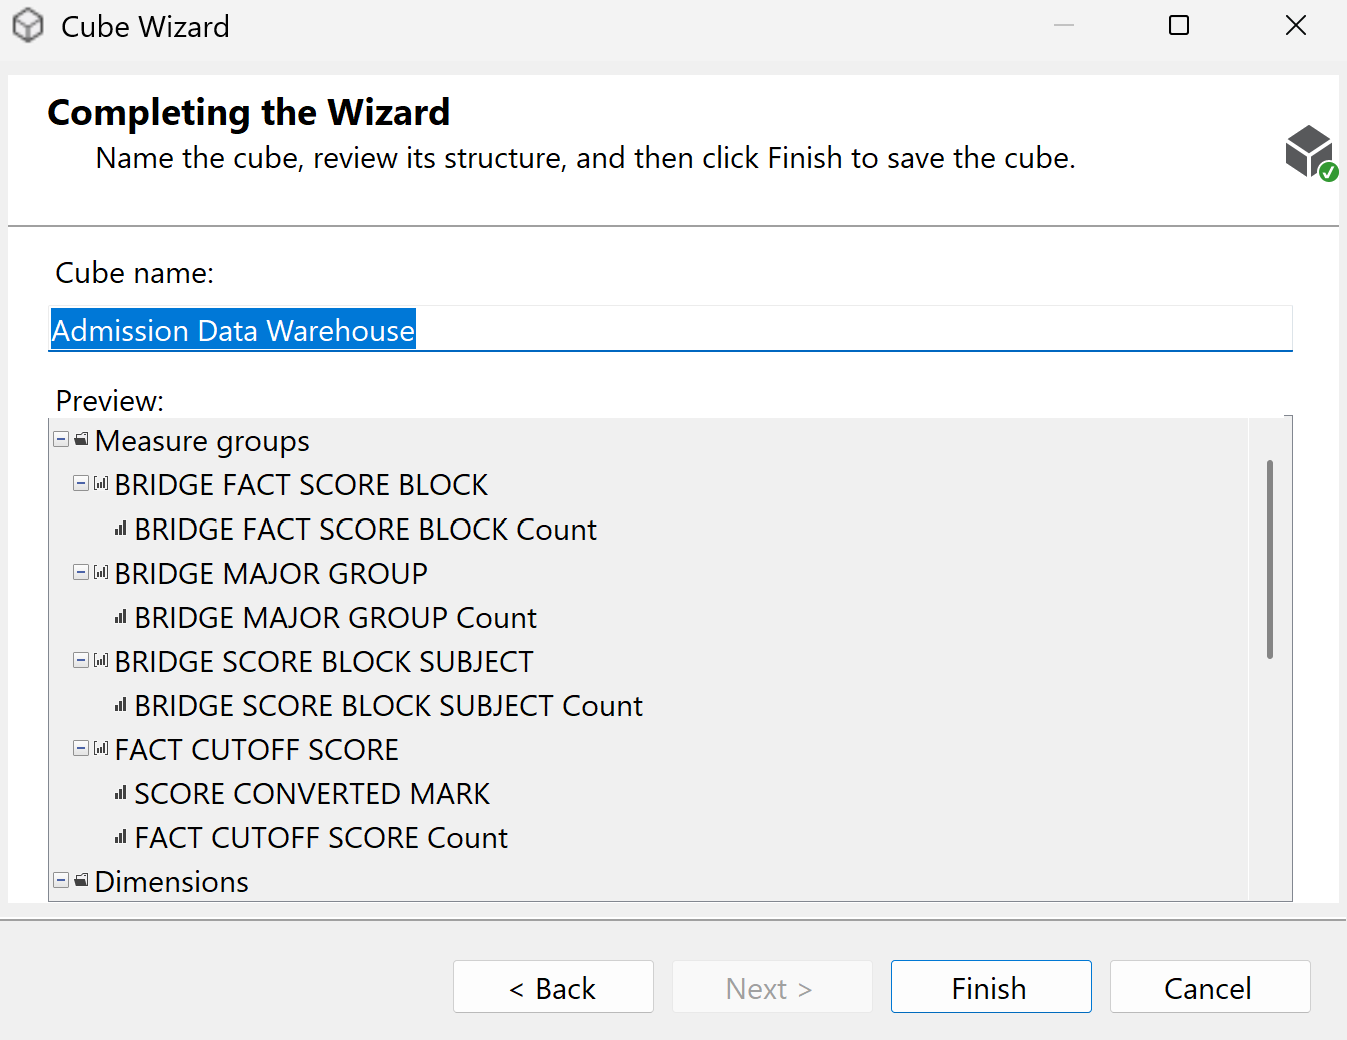 Cube Wizard
Completing the Wizard
Name the cube, review its structure, and then click Finish to save the cube.
Cube name:
Admission Data Warehouse
Preview:
Measure groups
BRIDGE FACT SCORE BLOCK
BRIDGE FACT SCORE BLOCK Count
BRIDGE MAJOR GROUP
BRIDGE MAJOR GROUP Count
BRIDGE SCORE BLOCK SUBJECT
BRIDGE SCORE BLOCK SUBJECT Count
FACT CUTOFF SCORE
SCORE CONVERTED MARK
FACT CUTOFF SCORE Count
Dimensions
< Back Next > Finish Cancel